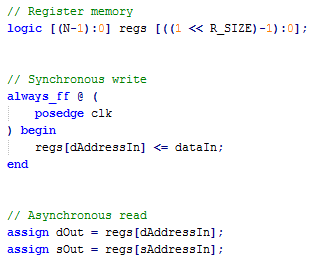 // Register memory
logic [(N-1):0] regs [((1 << R_SIZE)-1):0];
// Synchronous write
always_ff @ (
posedge clk
) begin
regs[dAddressIn] <= dataIn;
end
// Asynchronous read
assign dOut = regs[dAddressIn];
assign sOut = regs[sAddressIn];